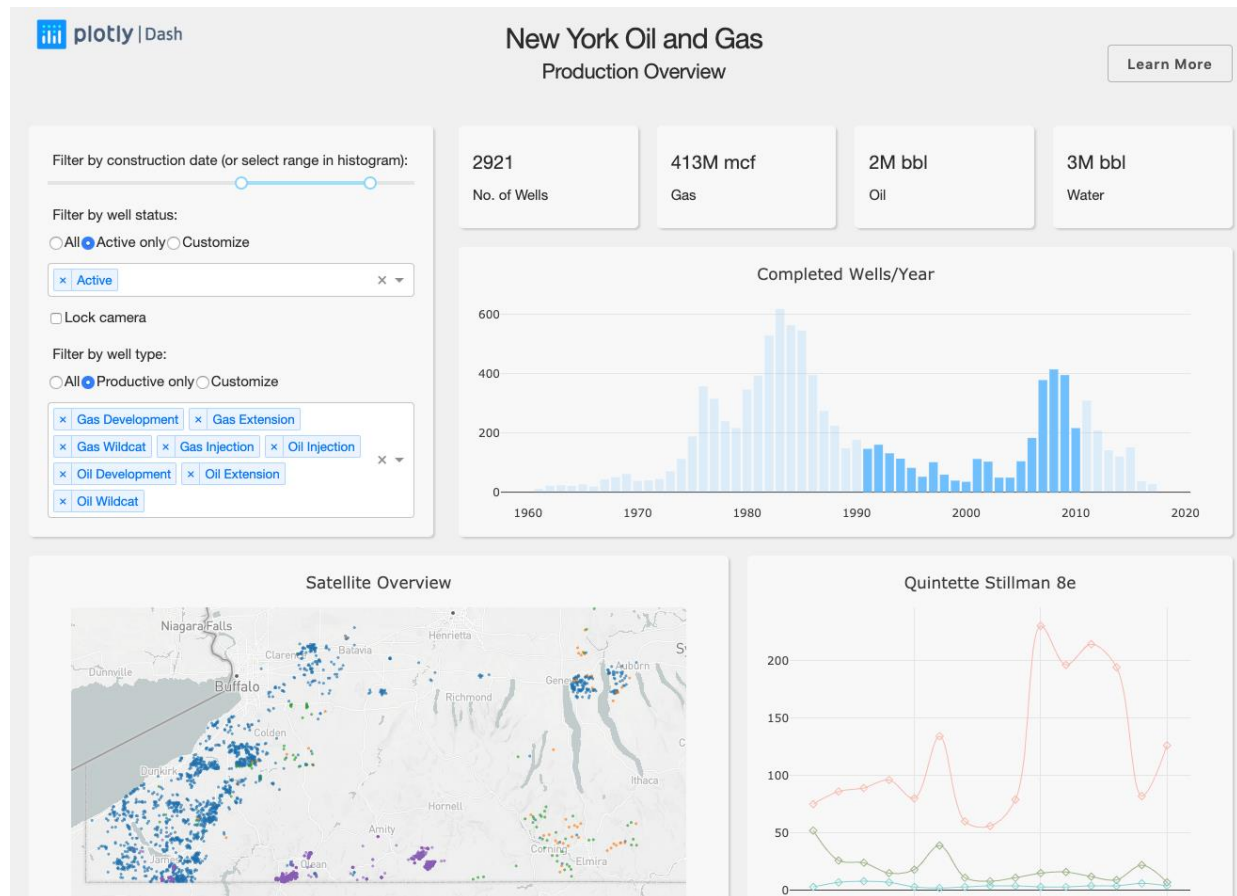 plotly | Dash
New York Oil and Gas
Production Overview
Learn More
Filter by construction date (or select range in histogram):
Filter by well status:
All Active only Customize
× Active
Lock camera
Filter by well type:
All Productive only Customize
× Gas Development × Gas Extension
× Gas Wildcat × Gas Injection × Oil Injection
× Oil Development × Oil Extension
× Oil Wildcat
2921
No. of Wells
413M mcf
Gas
2M bbl
Oil
3M bbl
Water
Completed Wells/Year
600
400
200
0
1960 1970 1980 1990 2000 2010 2020
Satellite Overview
Niagara Falls
Henrietta
Batavia
Dunnville
Buffalo
Auburn
Richmond
Colden
Dunkirk
Ithaca
Hornell
Amity
Corning
Elmira
Olean
Quintette Stillman 8e
200
150
100
50
0